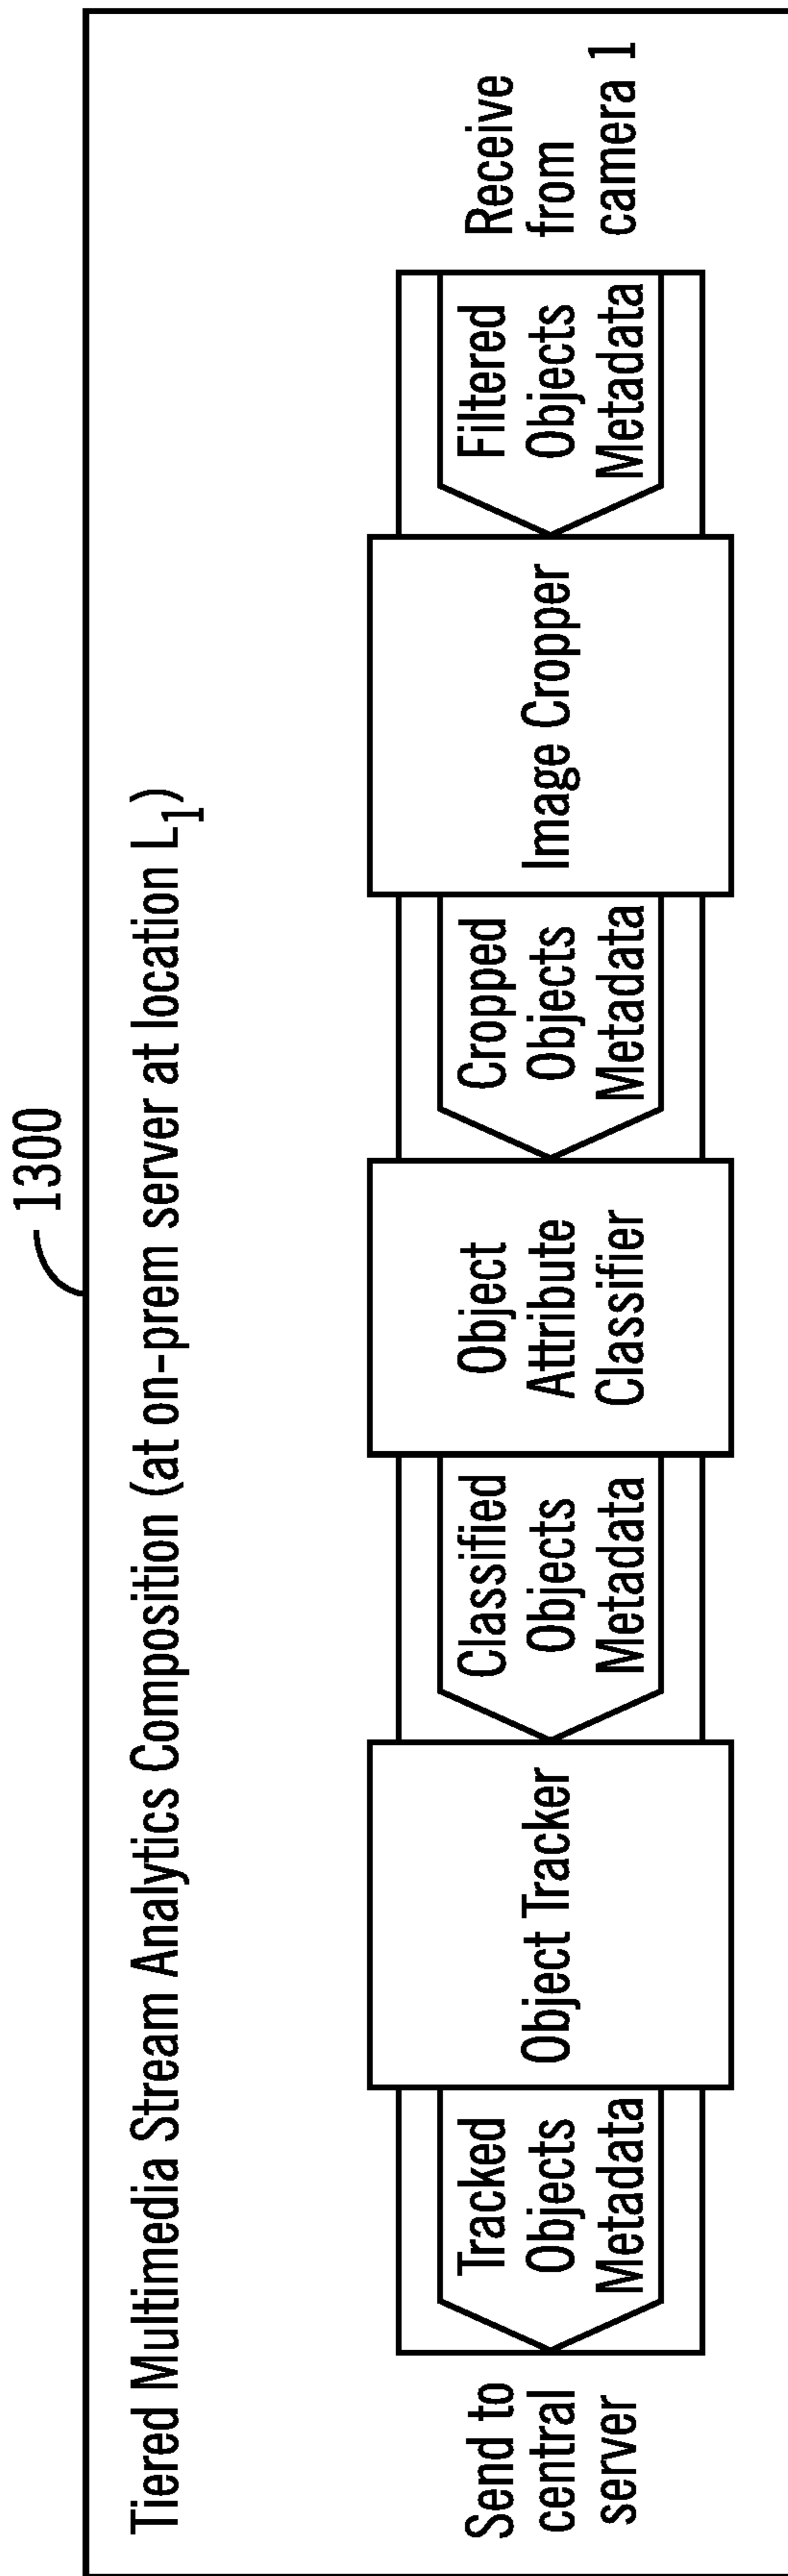 1300
Tiered Multimedia Stream Analytics Composition (at on-prem server at location L1)
Send to
central
server
Tracked
Objects
Metadata
Object Tracker
Classified
Objects
Metadata
Object
Attribute
Classifier
Cropped
Objects
Metadata
Image Cropper
Filtered
Objects
Metadata
Receive
from
camera 1